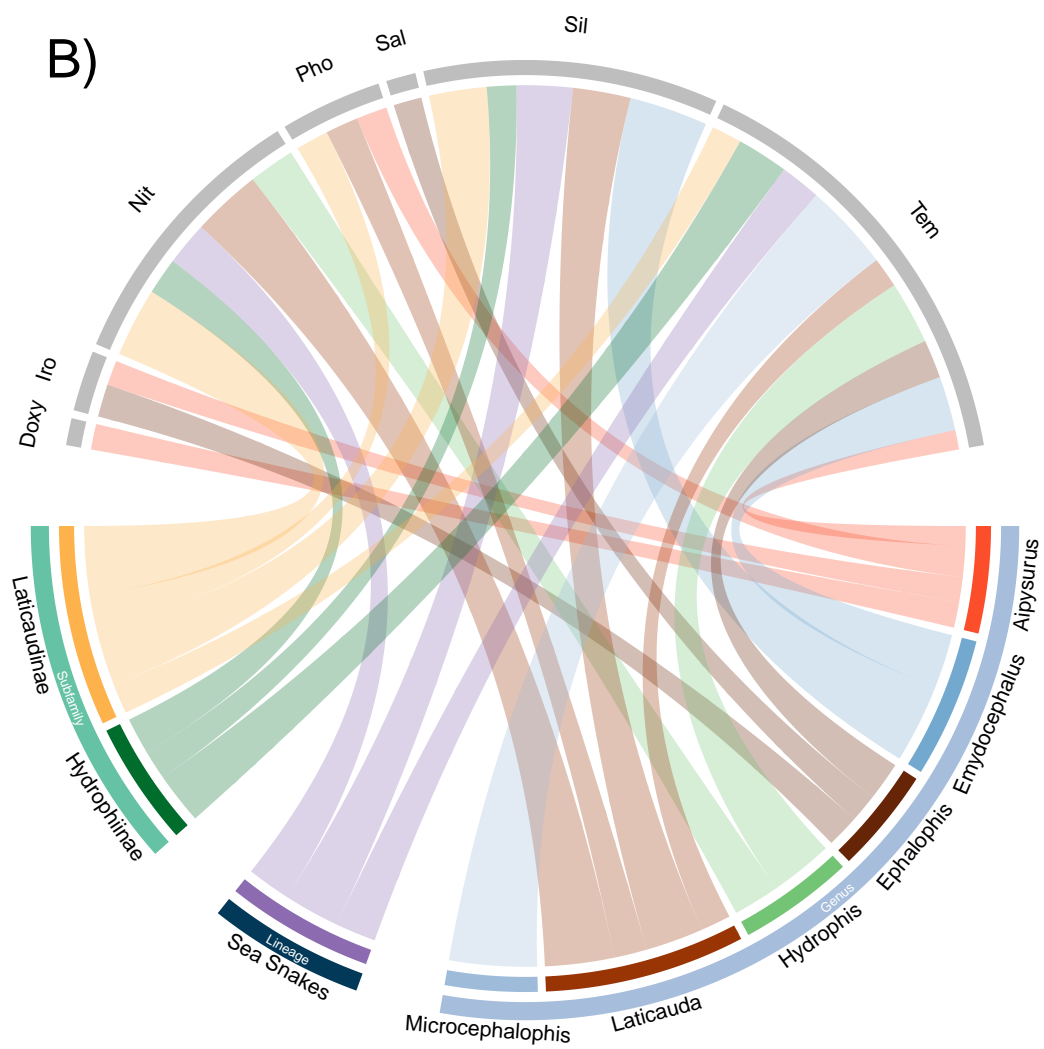 B)
Doxy
Iro
Nit
Pho
Sal
Sil
Tem
Aipysurus
Emydocephalus
Ephalophis
Genus
Hydrophis
Laticauda
Microcephalophis
Lineage
Sea Snakes
Hydrophiinae
Subfamily
Laticaudinae